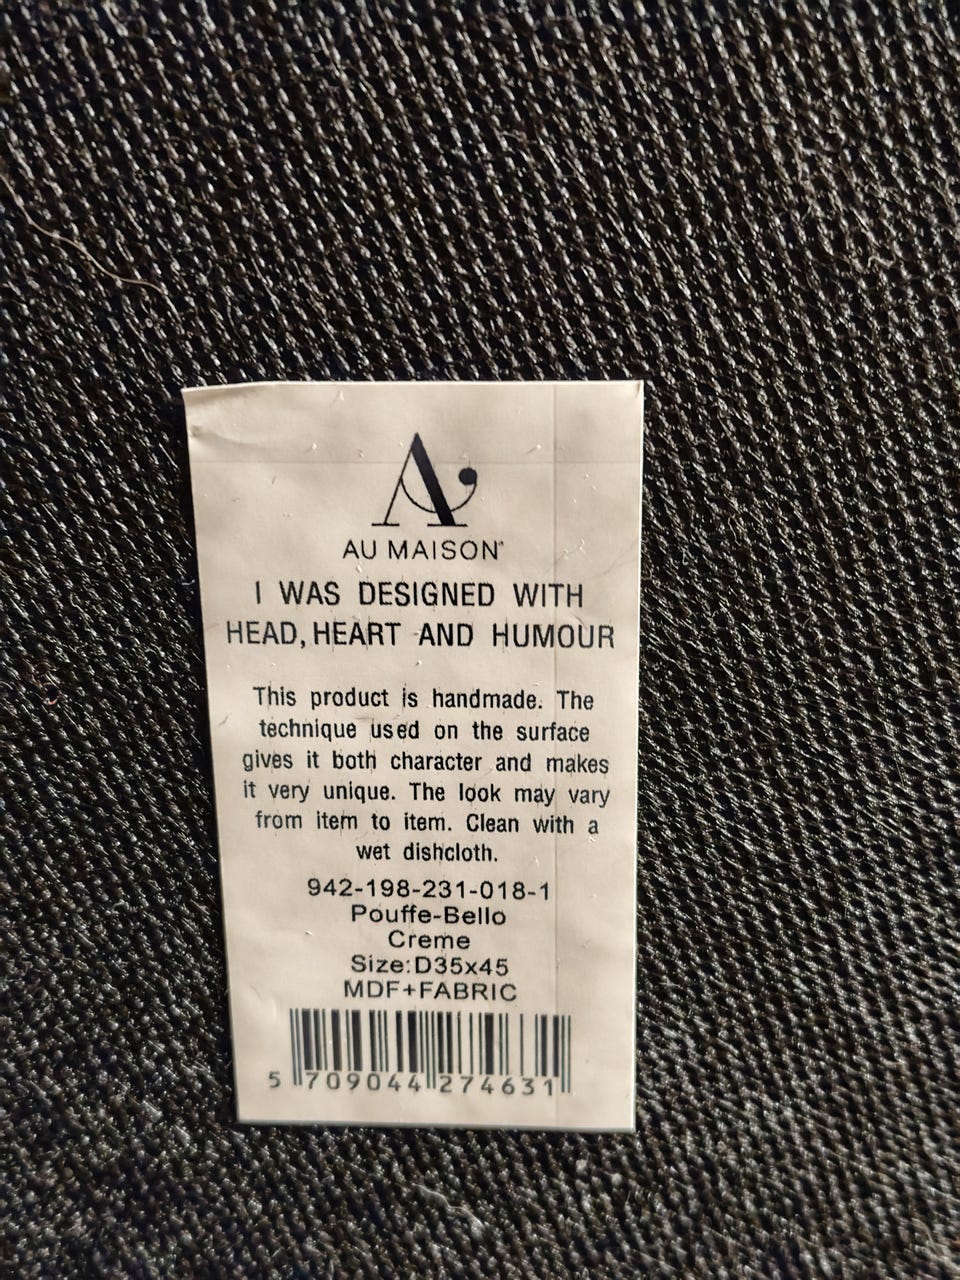 AU MAISON
I WAS DESIGNED WITH
HEAD, HEART AND HUMOUR
This product is handmade. The
technique used on the surface
gives it both character and makes
it very unique. The look may vary
from item to item. Clean with a
wet dishcloth.
942-198-231-018-1
Pouffe-Bello
Creme
Size:D35x45
MDF+FABRIC
5 709044 274631